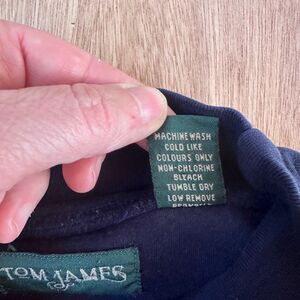 MACHINE WASH
COLD LIKE
COLOURS ONLY
NON-CHLORINE
BLEACH
TUMBLE DRY
LOW REMOVE
TOM JAMES